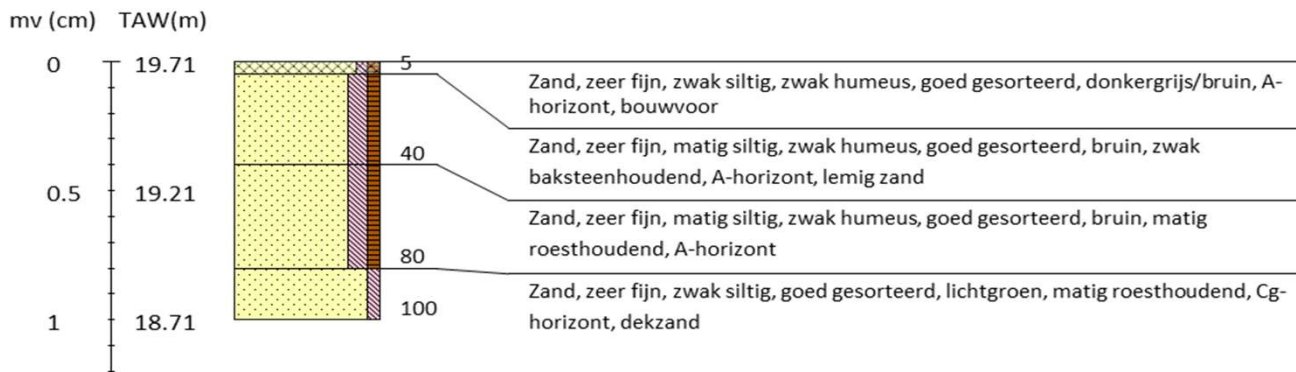 mv (cm) TAW(m)
0 19.71 5
Zand, zeer fijn, zwak siltig, zwak humeus, goed gesorteerd, donkergrijs/bruin, A-
horizont, bouwvoor
40
Zand, zeer fijn, matig siltig, zwak humeus, goed gesorteerd, bruin, zwak
baksteenhoudend, A-horizont, lemig zand
0.5 19.21
Zand, zeer fijn, matig siltig, zwak humeus, goed gesorteerd, bruin, matig
roesthoudend, A-horizont
80
Zand, zeer fijn, zwak siltig, goed gesorteerd, lichtgroen, matig roesthoudend, Cg-
horizont, dekzand
100
1 18.71